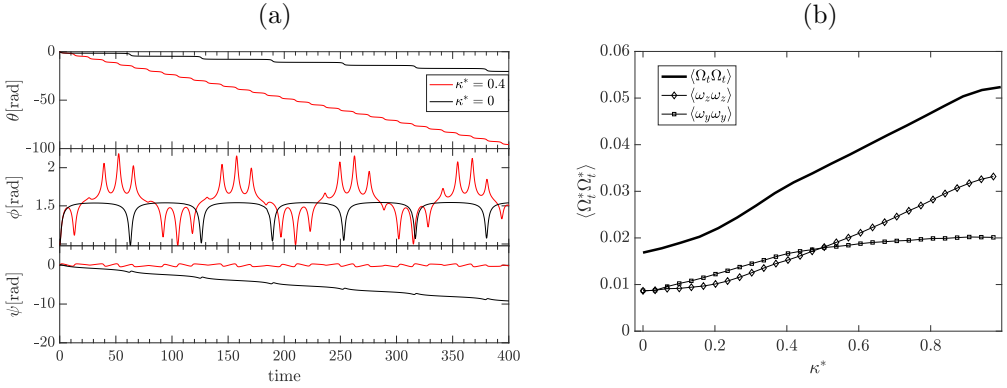 (a)
0
-50
-100
θ[rad]
κ* = 0.4
κ* = 0
2
1.5
1
ϕ[rad]
0
-10
-20
ψ[rad]
0 50 100 150 200 250 300 350 400
time
(b)
0.06
0.05
0.04
0.03
0.02
0.01
0
⟨Ω*ₜΩ*ₜ⟩
⟨ΩₜΩₜ⟩
⟨ω_zω_z⟩
⟨ω_yω_y⟩
0 0.2 0.4 0.6 0.8
κ*